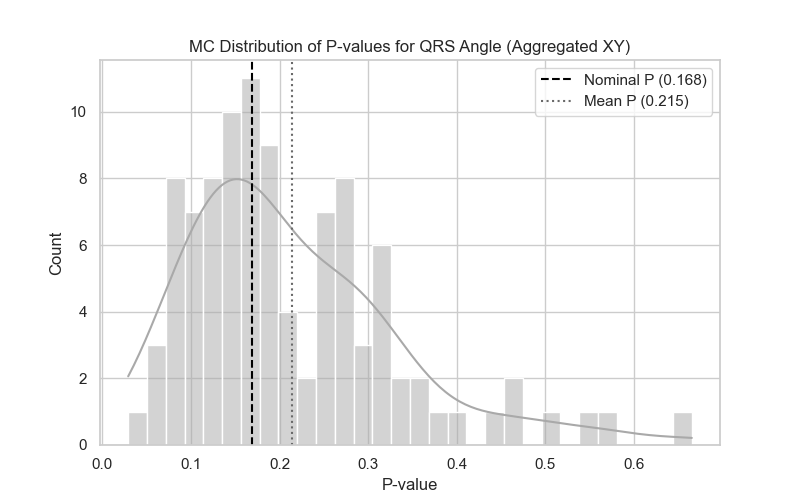 MC Distribution of P-values for QRS Angle (Aggregated XY)
Nominal P (0.168)
Mean P (0.215)
10
8
6
4
2
0
Count
0.0 0.1 0.2 0.3 0.4 0.5 0.6
P-value